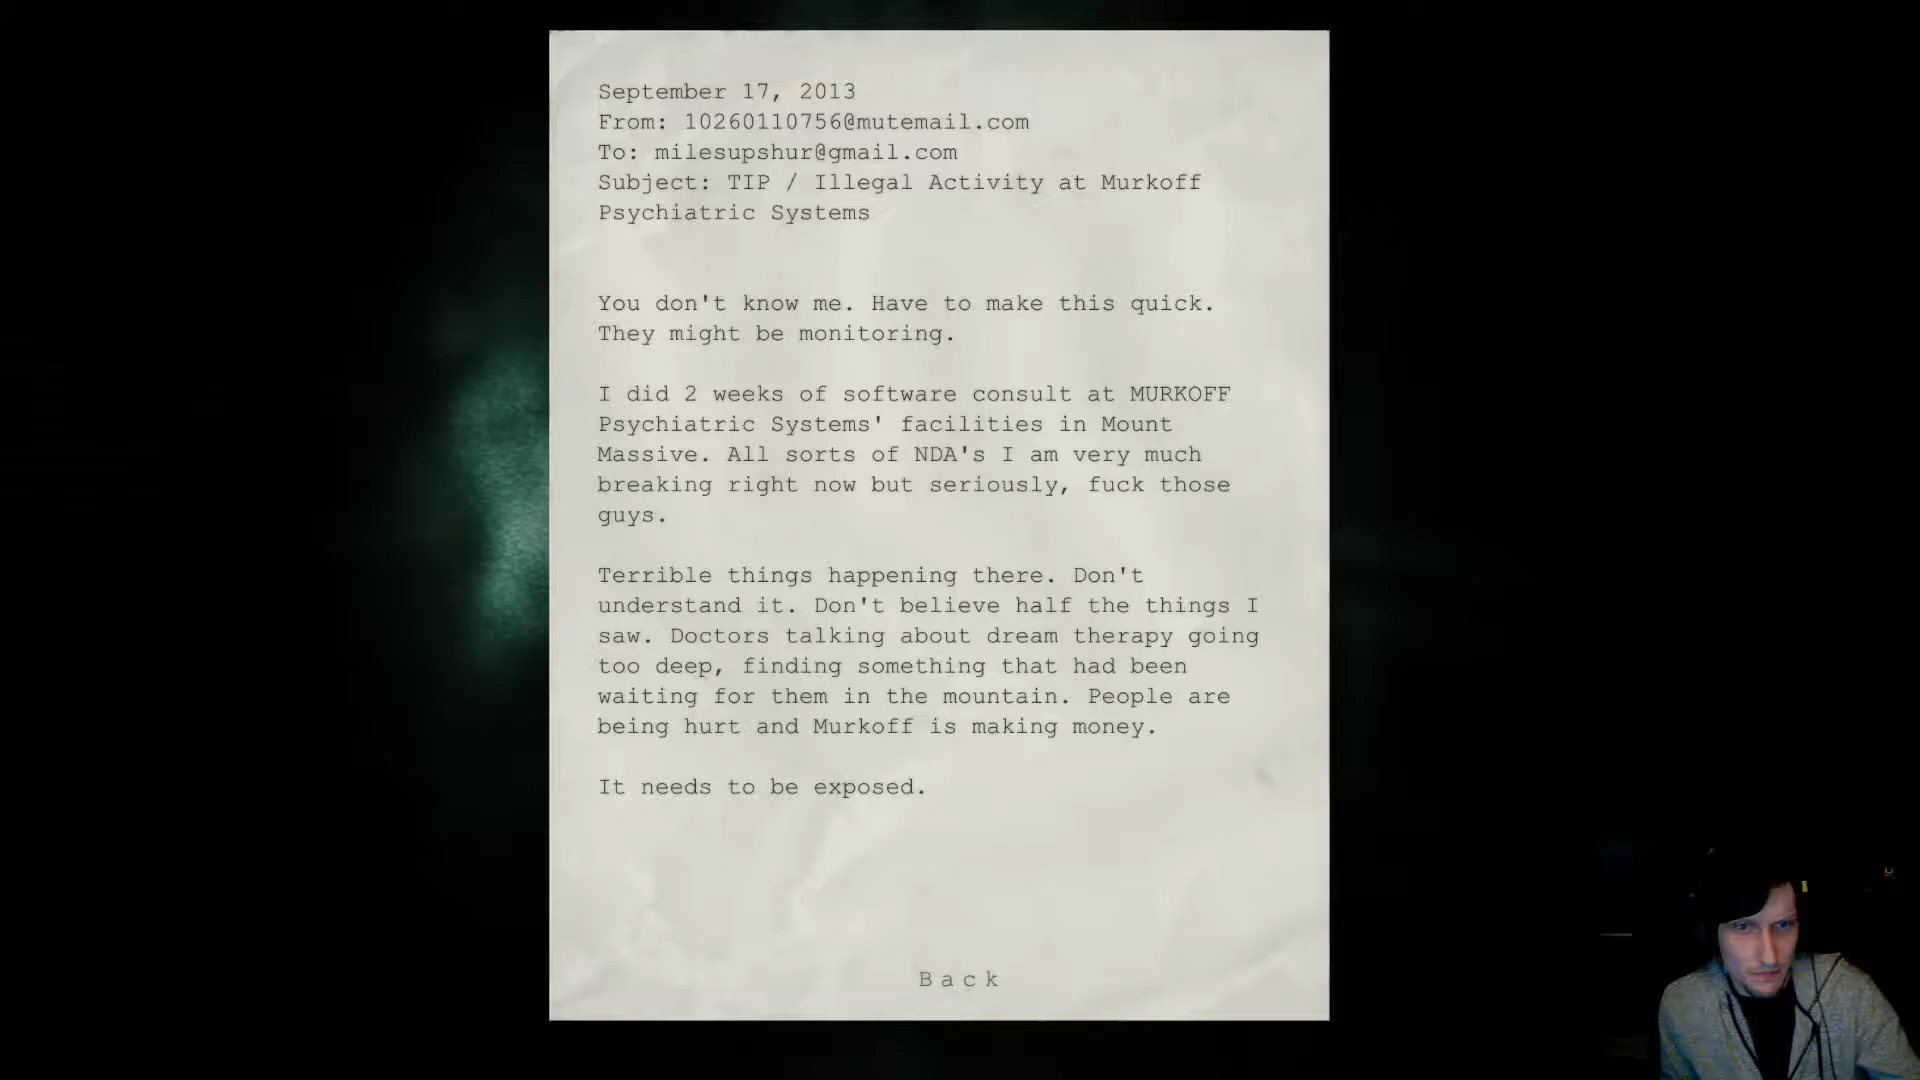 September 17, 2013
From: 10260110756@mutemail.com
To: milesupshur@gmail.com
Subject: TIP / Illegal Activity at Murkoff
Psychiatric Systems
You don't know me. Have to make this quick.
They might be monitoring.
I did 2 weeks of software consult at MURKOFF
Psychiatric Systems' facilities in Mount
Massive. All sorts of NDA's I am very much
breaking right now but seriously, fuck those
guys.
Terrible things happening there. Don't
understand it. Don't believe half the things I
saw. Doctors talking about dream therapy going
too deep, finding something that had been
waiting for them in the mountain. People are
being hurt and Murkoff is making money.
It needs to be exposed.
Back